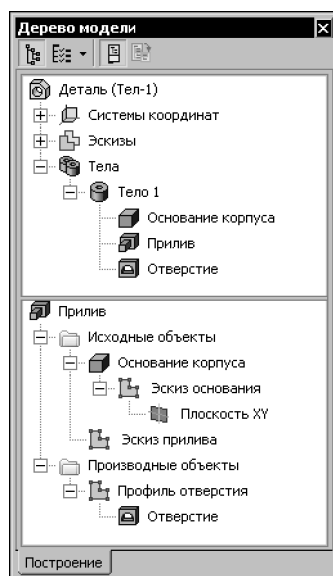 Дерево модели
Деталь (Тел-1)
Системы координат
Эскизы
Тела
Тело 1
Основание корпуса
Прилив
Отверстие
Прилив
Исходные объекты
Основание корпуса
Эскиз основания
Плоскость XY
Эскиз прилива
Производные объекты
Профиль отверстия
Отверстие
Построение